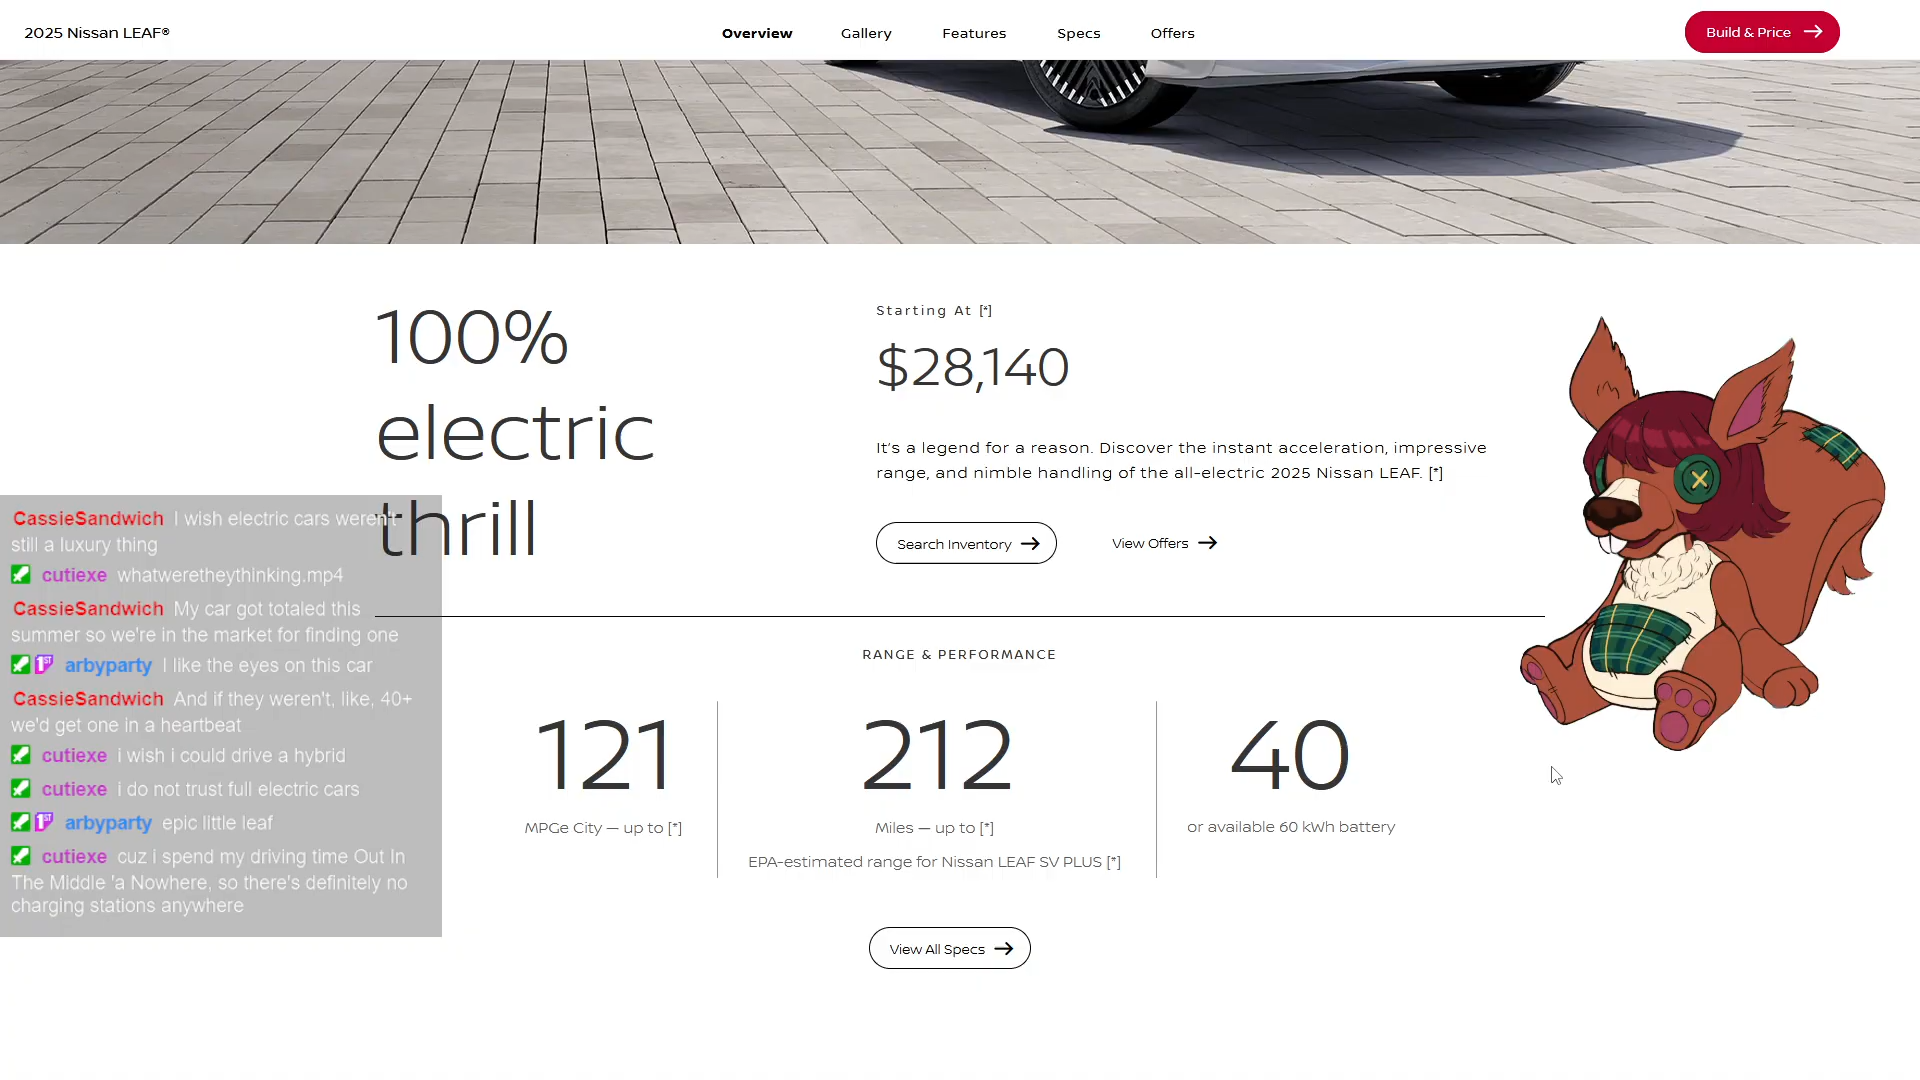 2025 Nissan LEAF®
Overview
Gallery
Features
Specs
Offers
Build & Price
100%
electric
thrill
Starting At [*]
$28,140
It's a legend for a reason. Discover the instant acceleration, impressive
range, and nimble handling of the all-electric 2025 Nissan LEAF. [*]
Search Inventory
View Offers
RANGE & PERFORMANCE
121
MPGe City — up to [*]
212
Miles — up to [*]
EPA-estimated range for Nissan LEAF SV PLUS [*]
40
or available 60 kWh battery
View All Specs
CassieSandwich I wish electric cars weren't
still a luxury thing
cutiexe whatweretheythinking.mp4
CassieSandwich My car got totaled this
summer so we're in the market for finding one
1ST arbyparty I like the eyes on this car
CassieSandwich And if they weren't, like, 40+
we'd get one in a heartbeat
cutiexe i wish i could drive a hybrid
cutiexe i do not trust full electric cars
1ST arbyparty epic little leaf
cutiexe cuz i spend my driving time Out In
The Middle 'a Nowhere, so there's definitely no
charging stations anywhere